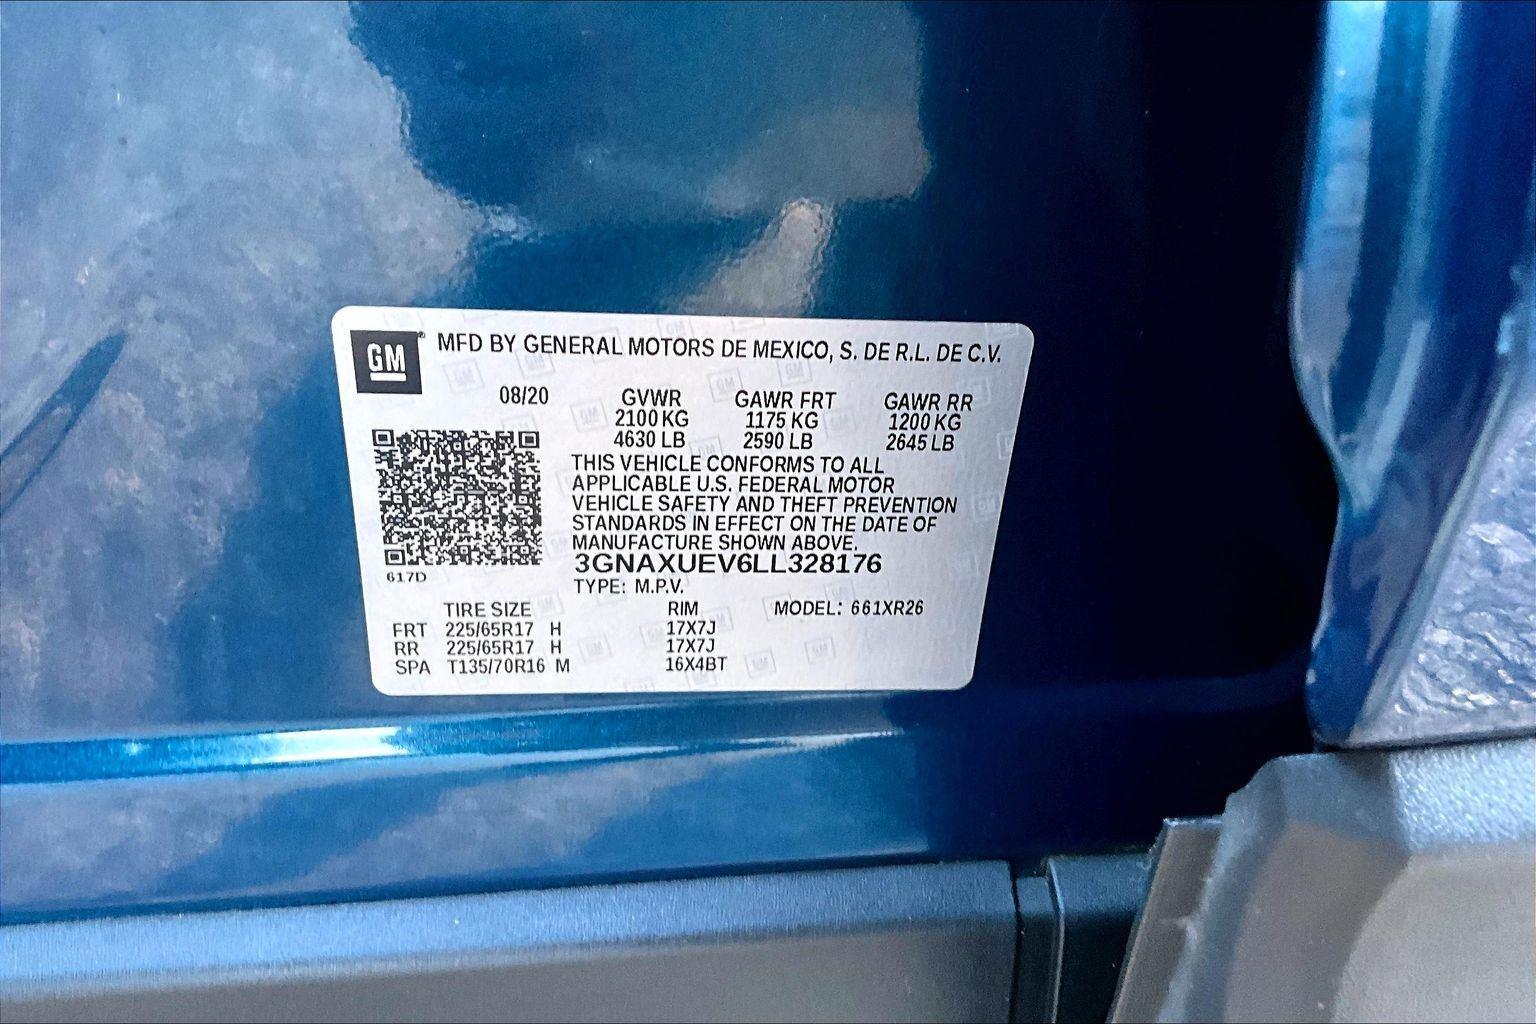 GM MFD BY GENERAL MOTORS DE MEXICO, S. DE R.L. DE C.V.
08/20 GVWR GAWR FRT GAWR RR
2100 KG 1175 KG 1200 KG
4630 LB 2590 LB 2645 LB
THIS VEHICLE CONFORMS TO ALL
APPLICABLE U.S. FEDERAL MOTOR
VEHICLE SAFETY AND THEFT PREVENTION
STANDARDS IN EFFECT ON THE DATE OF
MANUFACTURE SHOWN ABOVE.
3GNAXUEV6LL328176
617D
TYPE: M.P.V.
TIRE SIZE RIM MODEL: 661XR26
FRT 225/65R17 H 17X7J
RR 225/65R17 H 17X7J
SPA T135/70R16 M 16X4BT